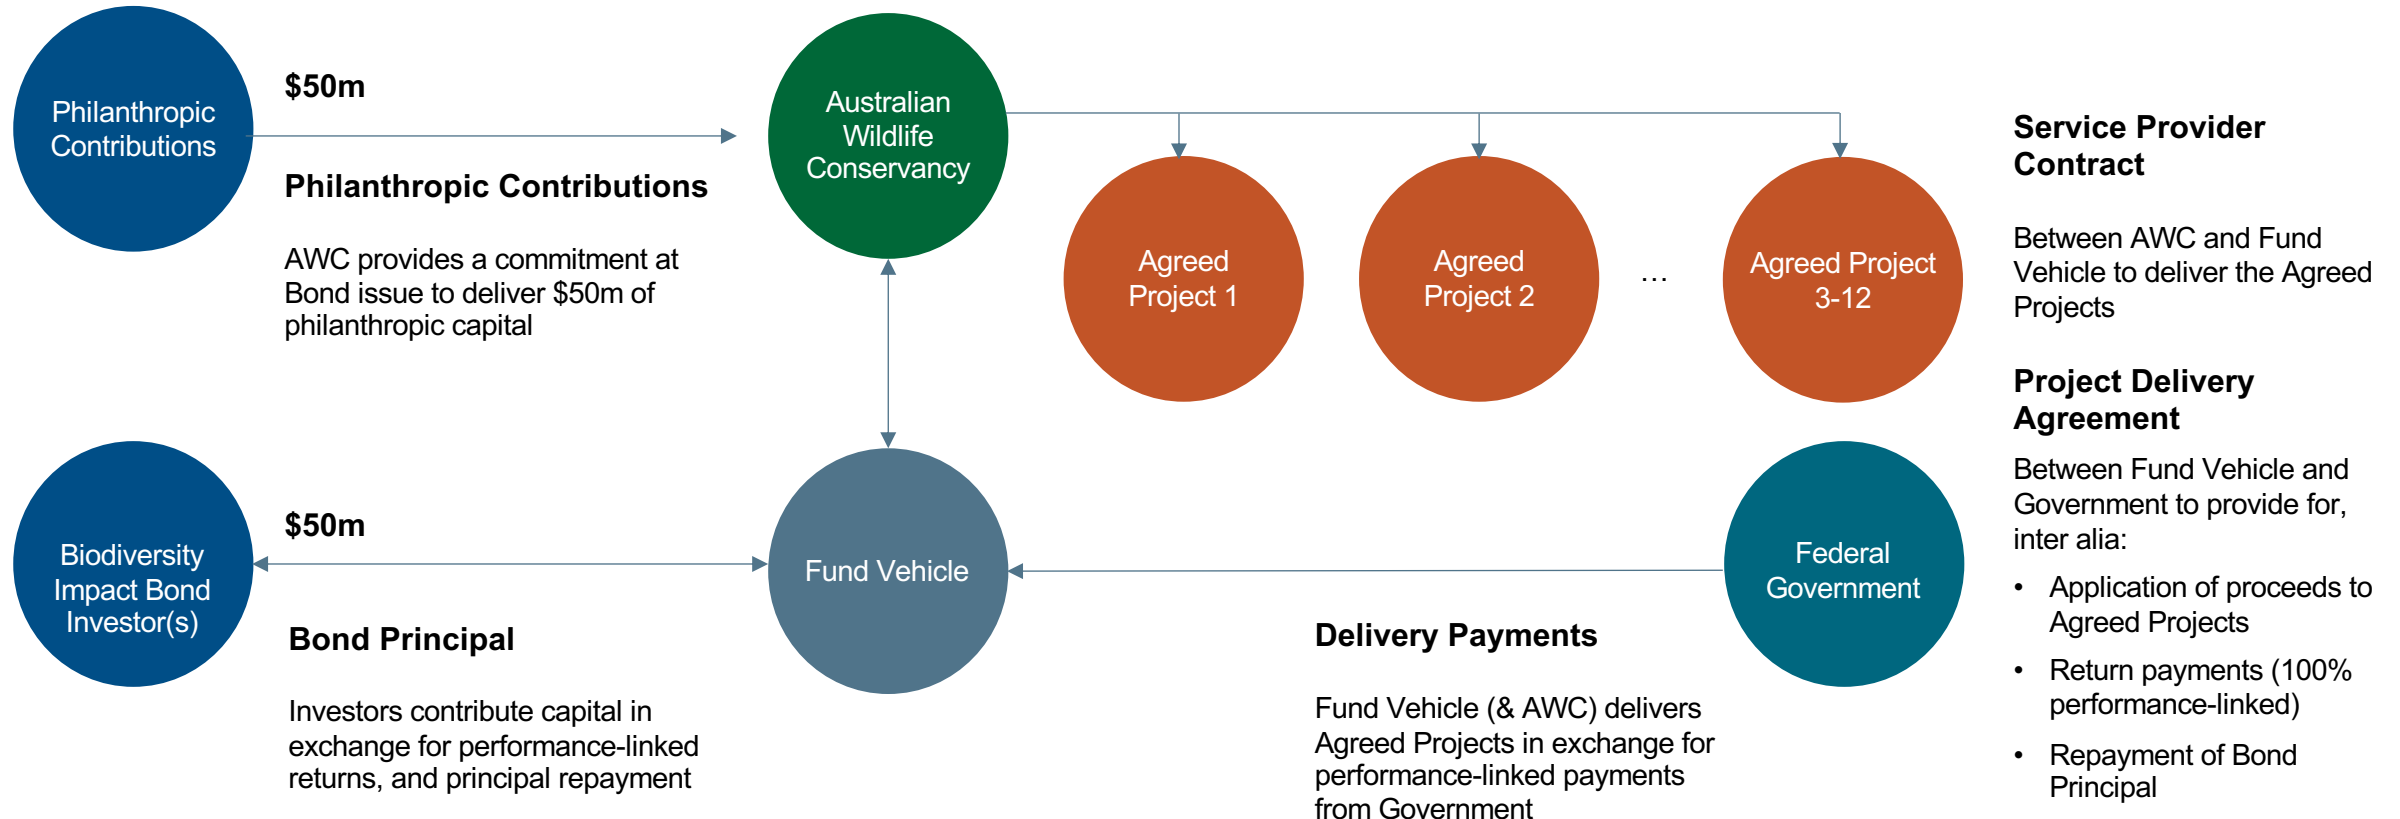 Philanthropic
Contributions
$50m
Philanthropic Contributions
AWC provides a commitment at
Bond issue to deliver $50m of
philanthropic capital
Australian
Wildlife
Conservancy
Agreed
Project 1
Agreed
Project 2
...
Agreed Project
3-12
Service Provider
Contract
Between AWC and Fund
Vehicle to deliver the Agreed
Projects
Project Delivery
Agreement
Between Fund Vehicle and
Government to provide for,
inter alia:
• Application of proceeds to
Agreed Projects
• Return payments (100%
performance-linked)
• Repayment of Bond
Principal
Biodiversity
Impact Bond
Investor(s)
$50m
Bond Principal
Investors contribute capital in
exchange for performance-linked
returns, and principal repayment
Fund Vehicle
Delivery Payments
Fund Vehicle (& AWC) delivers
Agreed Projects in exchange for
performance-linked payments
from Government
Federal
Government